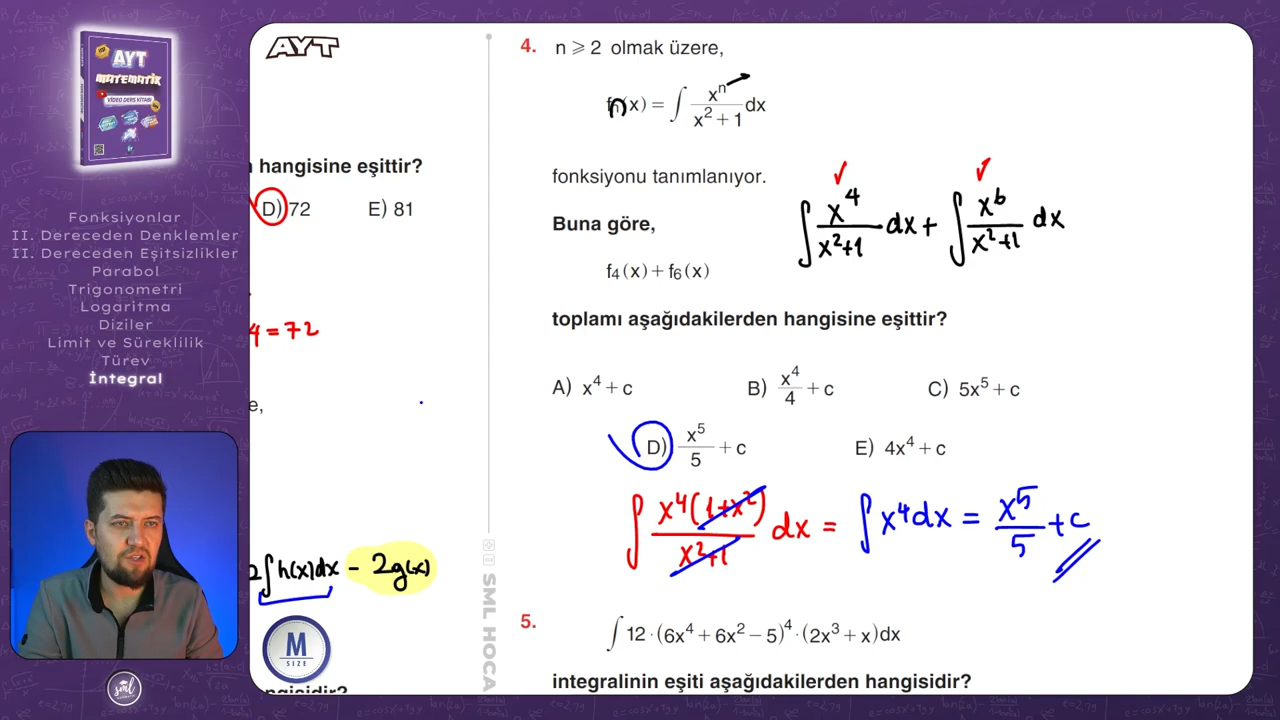 AYT
MATEMATİK
VİDEO DERS KİTABI
Fonksiyonlar
II. Dereceden Denklemler
II. Dereceden Eşitsizlikler
Parabol
Trigonometri
Logaritma
Diziler
Limit ve Süreklilik
Türev
İntegral
sml
AYT
hangisine eşittir?
D) 72 E) 81
4 = 72
e,
2∫h(x)dx - 2g(x)
M
SIZE
SML HOCA
4. n ⩾ 2 olmak üzere,
fn(x) = ∫ xⁿ/(x² + 1) dx
fonksiyonu tanımlanıyor.
∫ x⁴/(x²+1) dx + ∫ x⁶/(x²+1) dx
Buna göre,
f₄(x) + f₆(x)
toplamı aşağıdakilerden hangisine eşittir?
A) x⁴ + c B) x⁴/4 + c C) 5x⁵ + c
D) x⁵/5 + c E) 4x⁴ + c
∫ x⁴(1+x²)/(x²+1) dx = ∫ x⁴dx = x⁵/5 + c
5. ∫ 12 · (6x⁴ + 6x² − 5)⁴ · (2x³ + x)dx
integralinin eşiti aşağıdakilerden hangisidir?